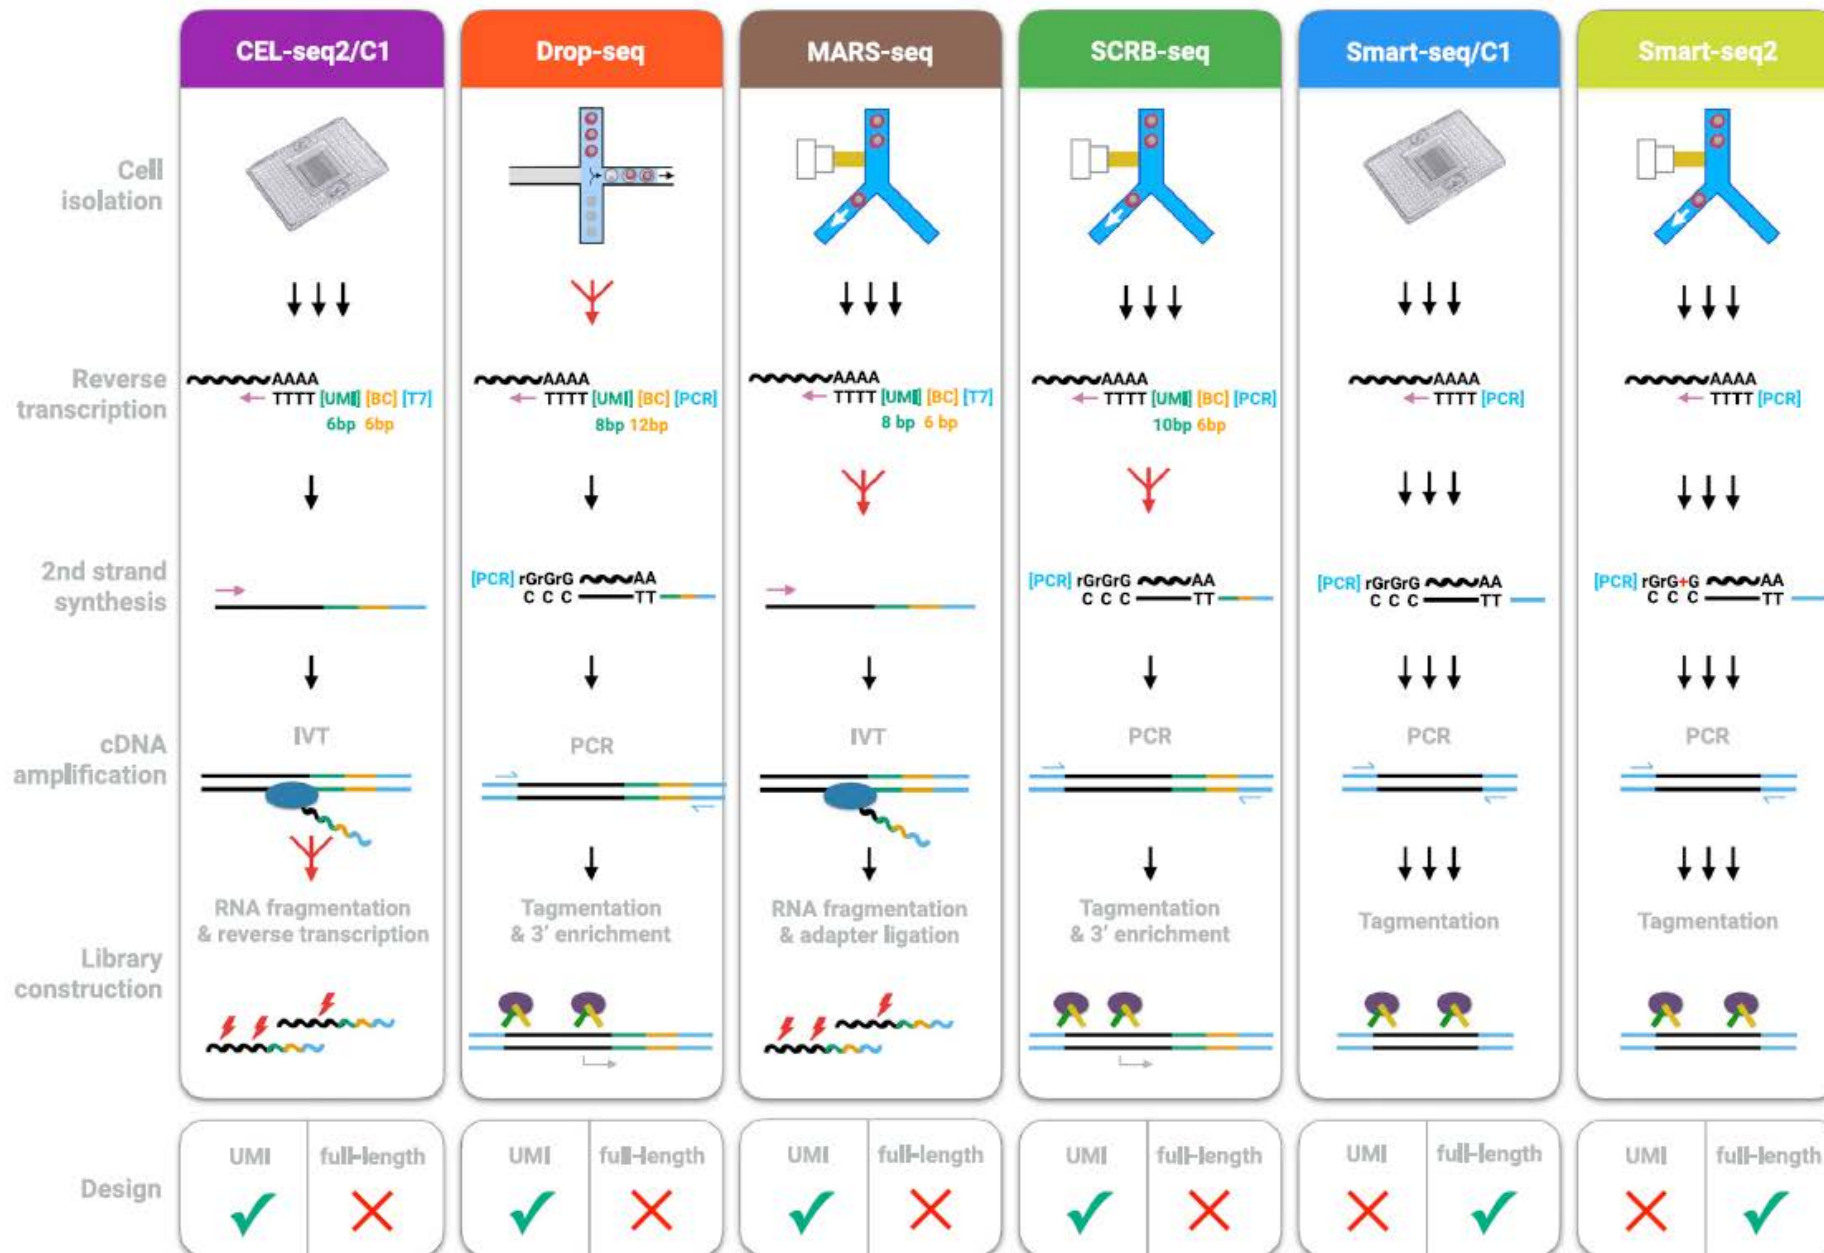 CEL-seq2/C1
Drop-seq
MARS-seq
SCRB-seq
Smart-seq/C1
Smart-seq2
Cell
isolation
Reverse
transcription
AAAA
TTTT [UMI] [BC] [T7]
6bp 6bp
AAAA
TTTT [UMI] [BC] [PCR]
8bp 12bp
AAAA
TTTT [UMI] [BC] [T7]
8 bp 6 bp
AAAA
TTTT [UMI] [BC] [PCR]
10bp 6bp
AAAA
TTTT [PCR]
AAAA
TTTT [PCR]
2nd strand
synthesis
[PCR] rGrGrG AA
C C C TT
[PCR] rGrGrG AA
C C C TT
[PCR] rGrGrG AA
C C C TT
[PCR] rGrG+G AA
C C C TT
cDNA
amplification
IVT
PCR
IVT
PCR
PCR
PCR
Library
construction
RNA fragmentation
& reverse transcription
Tagmentation
& 3’ enrichment
RNA fragmentation
& adapter ligation
Tagmentation
& 3’ enrichment
Tagmentation
Tagmentation
Design
UMI full-length
UMI full-length
UMI full-length
UMI full-length
UMI full-length
UMI full-length